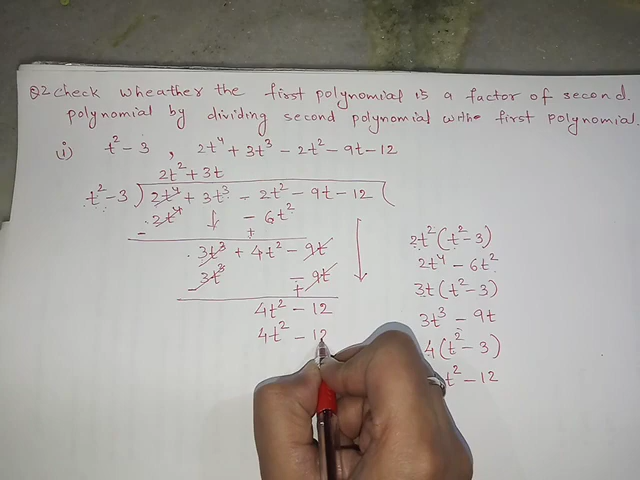 Q2 Check wheather the first polynomial is a factor of second.
polynomial by dividing second polynomial withe first polynomial.
i) t² - 3 , 2t⁴ + 3t³ - 2t² - 9t - 12
2t² + 3t
t² - 3 ) 2t⁴ + 3t³ - 2t² - 9t - 12 (
2t⁴ ↓ - 6t²
- +
3t³ + 4t² - 9t
3t³ - 9t
- +
4t² - 12
4t² - 12
2t² (t² - 3)
2t⁴ - 6t²
3t (t² - 3)
3t³ - 9t
4 (t² - 3)
t² - 12